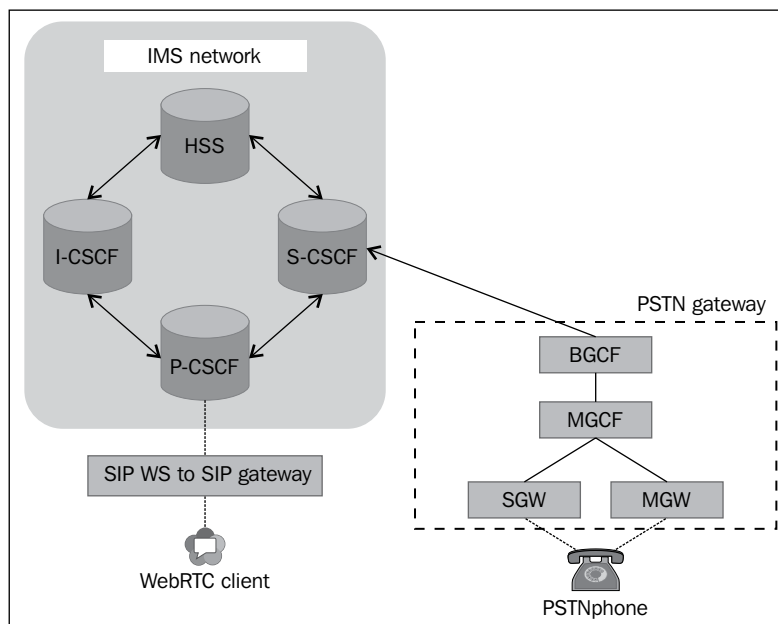 IMS network
HSS
I-CSCF
S-CSCF
P-CSCF
PSTN gateway
BGCF
MGCF
SGW
MGW
SIP WS to SIP gateway
WebRTC client
PSTNphone